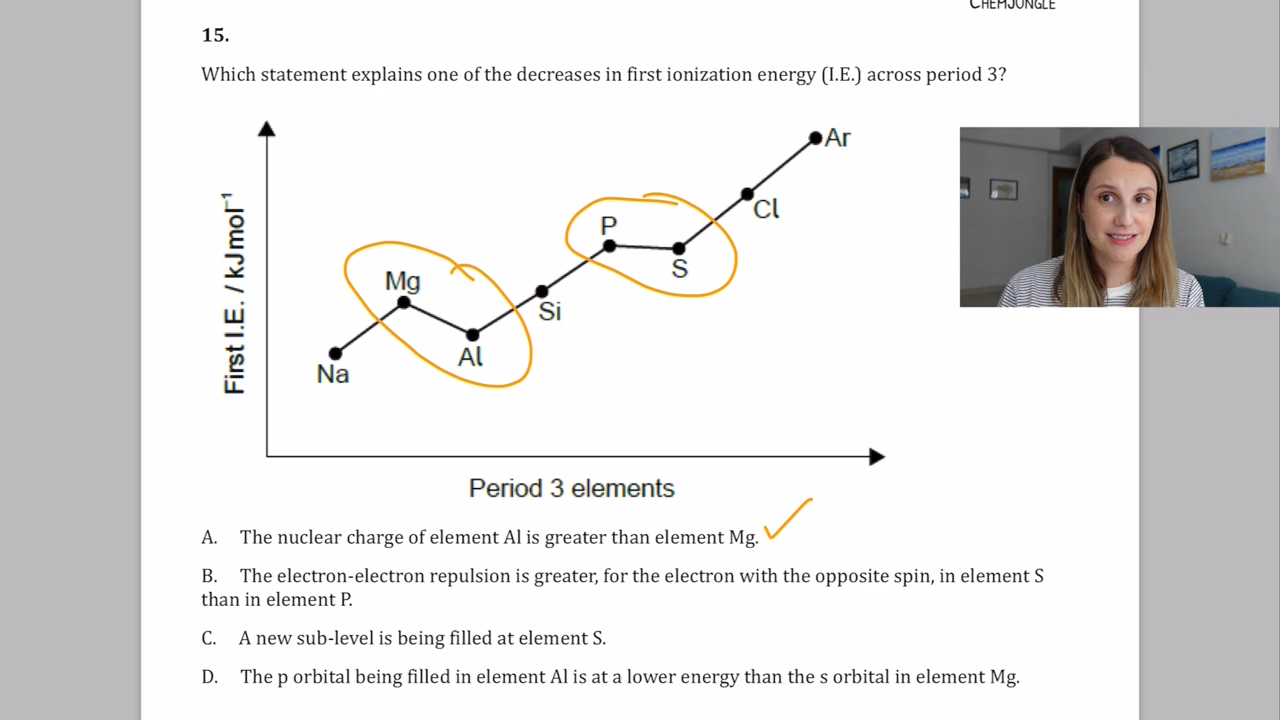 CHEMJUNGLE
15.
Which statement explains one of the decreases in first ionization energy (I.E.) across period 3?
First I.E. / kJ mol⁻¹
Ar
Cl
P
S
Mg
Si
Al
Na
Period 3 elements
A. The nuclear charge of element Al is greater than element Mg.
B. The electron-electron repulsion is greater, for the electron with the opposite spin, in element S
than in element P.
C. A new sub-level is being filled at element S.
D. The p orbital being filled in element Al is at a lower energy than the s orbital in element Mg.